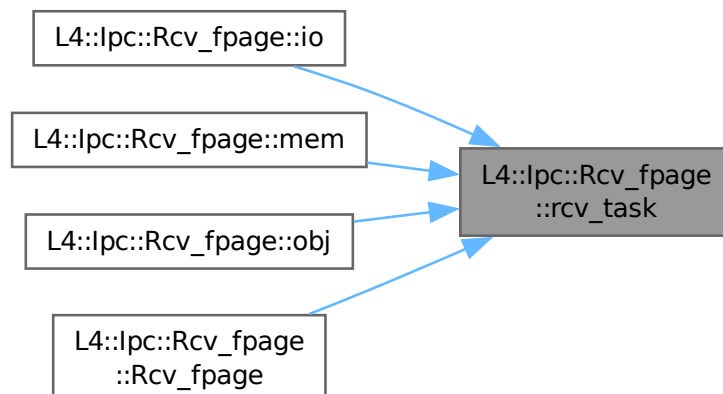 L4::Ipc::Rcv_fpage::io
L4::Ipc::Rcv_fpage::mem
L4::Ipc::Rcv_fpage::obj
L4::Ipc::Rcv_fpage
::Rcv_fpage
L4::Ipc::Rcv_fpage
::rcv_task